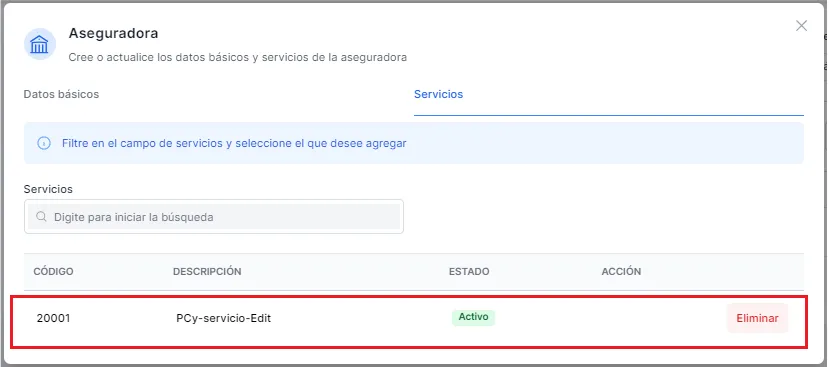 Aseguradora
Cree o actualice los datos básicos y servicios de la aseguradora
Datos básicos
Servicios
Filtre en el campo de servicios y seleccione el que desee agregar
Servicios
Digite para iniciar la búsqueda
CÓDIGO DESCRIPCIÓN ESTADO ACCIÓN
20001 PCy-servicio-Edit Activo Eliminar